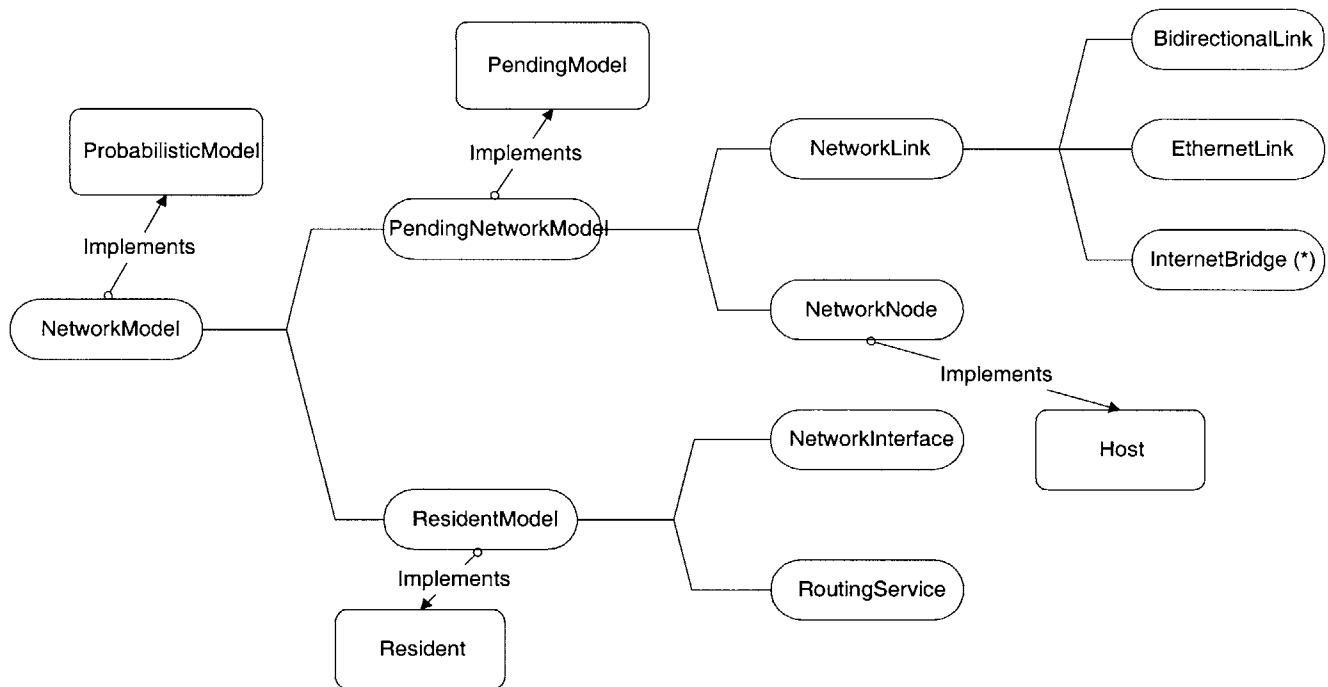 BidirectionalLink
PendingModel
ProbabilisticModel
Implements
NetworkLink
EthernetLink
PendingNetworkModel
Implements
InternetBridge (*)
NetworkModel
NetworkNode
Implements
NetworkInterface
Host
ResidentModel
Implements
RoutingService
Resident